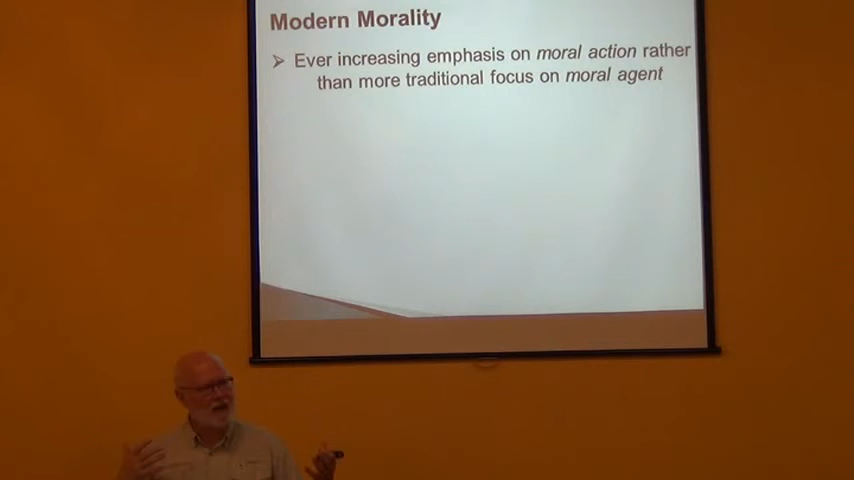 Modern Morality
➢ Ever increasing emphasis on moral action rather
than more traditional focus on moral agent